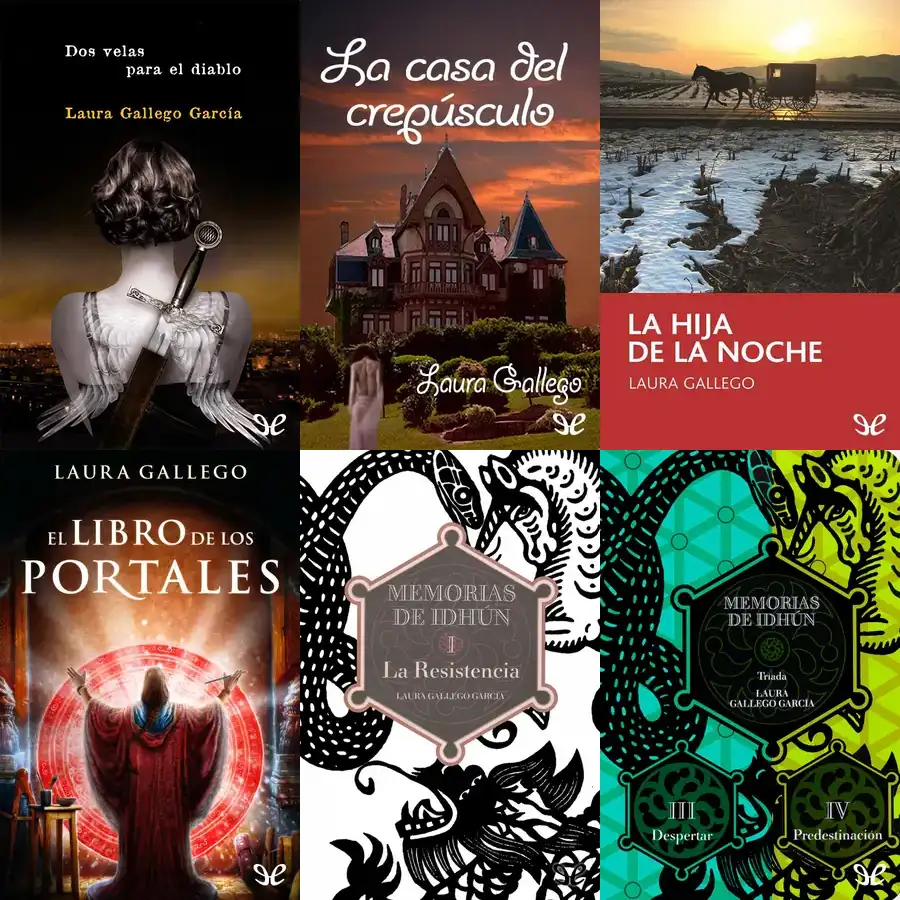 Dos velas
para el diablo
Laura Gallego García
La casa del
crepúsculo
Laura Gallego
LA HIJA
DE LA NOCHE
LAURA GALLEGO
LAURA GALLEGO
EL LIBRO DE LOS
PORTALES
MEMORIAS
DE IDHÚN
I
La Resistencia
LAURA GALLEGO GARCÍA
MEMORIAS
DE IDHÚN
Tríada
LAURA
GALLEGO GARCÍA
III
Despertar
IV
Predestinación